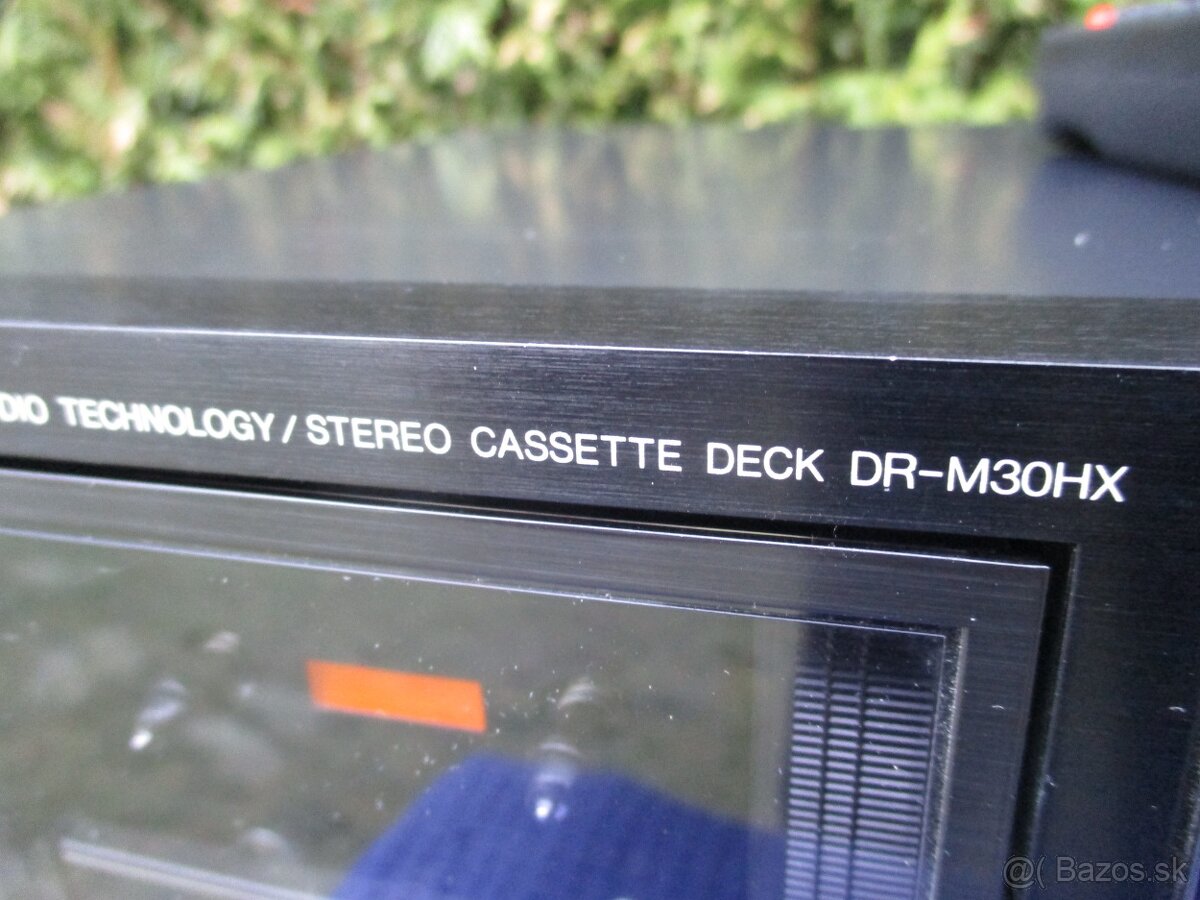 DIO TECHNOLOGY / STEREO CASSETTE DECK DR-M30HX
@( Bazos.sk